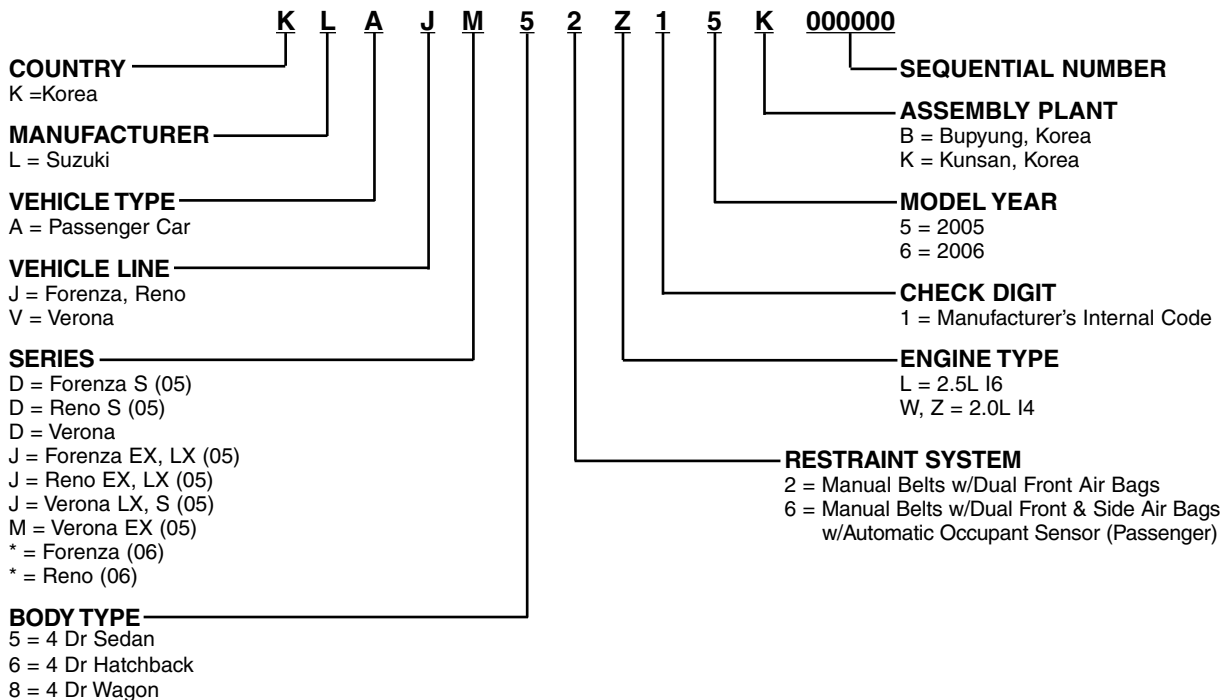 K L A J M 5 2 Z 1 5 K 000000
COUNTRY
K =Korea
MANUFACTURER
L = Suzuki
VEHICLE TYPE
A = Passenger Car
VEHICLE LINE
J = Forenza, Reno
V = Verona
SERIES
D = Forenza S (05)
D = Reno S (05)
D = Verona
J = Forenza EX, LX (05)
J = Reno EX, LX (05)
J = Verona LX, S (05)
M = Verona EX (05)
* = Forenza (06)
* = Reno (06)
BODY TYPE
5 = 4 Dr Sedan
6 = 4 Dr Hatchback
8 = 4 Dr Wagon
SEQUENTIAL NUMBER
ASSEMBLY PLANT
B = Bupyung, Korea
K = Kunsan, Korea
MODEL YEAR
5 = 2005
6 = 2006
CHECK DIGIT
1 = Manufacturer's Internal Code
ENGINE TYPE
L = 2.5L I6
W, Z = 2.0L I4
RESTRAINT SYSTEM
2 = Manual Belts w/Dual Front Air Bags
6 = Manual Belts w/Dual Front & Side Air Bags
w/Automatic Occupant Sensor (Passenger)